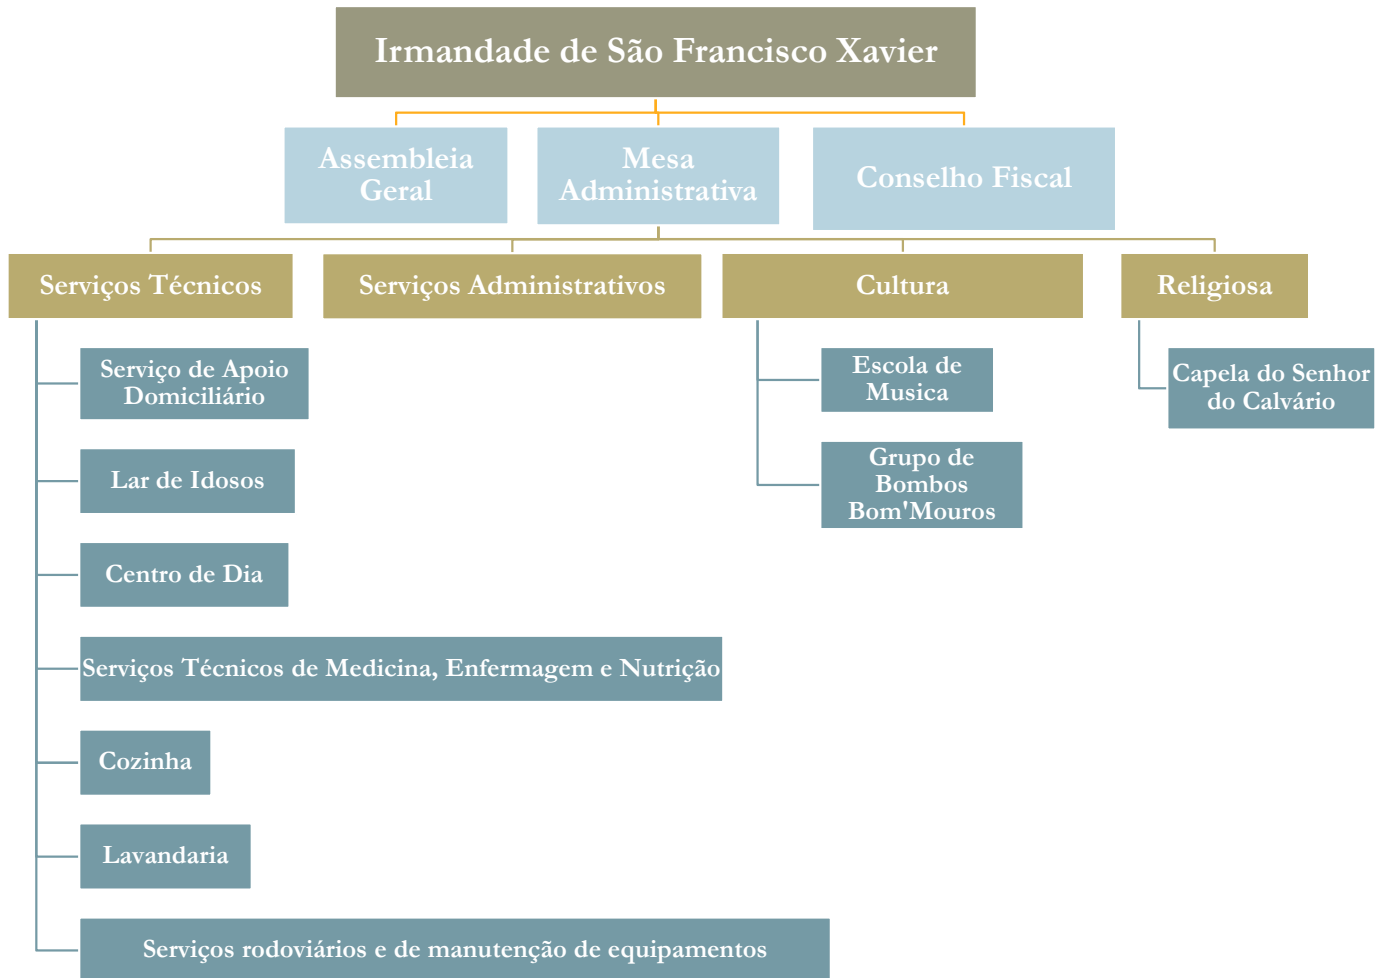 Irmandade de São Francisco Xavier
Assembleia
Geral
Mesa
Administrativa
Conselho Fiscal
Serviços Técnicos
Serviços Administrativos
Cultura
Religiosa
Serviço de Apoio
Domiciliário
Lar de Idosos
Centro de Dia
Serviços Técnicos de Medicina, Enfermagem e Nutrição
Cozinha
Lavandaria
Serviços rodoviários e de manutenção de equipamentos
Escola de
Musica
Grupo de
Bombos
Bom'Mouros
Capela do Senhor
do Calvário